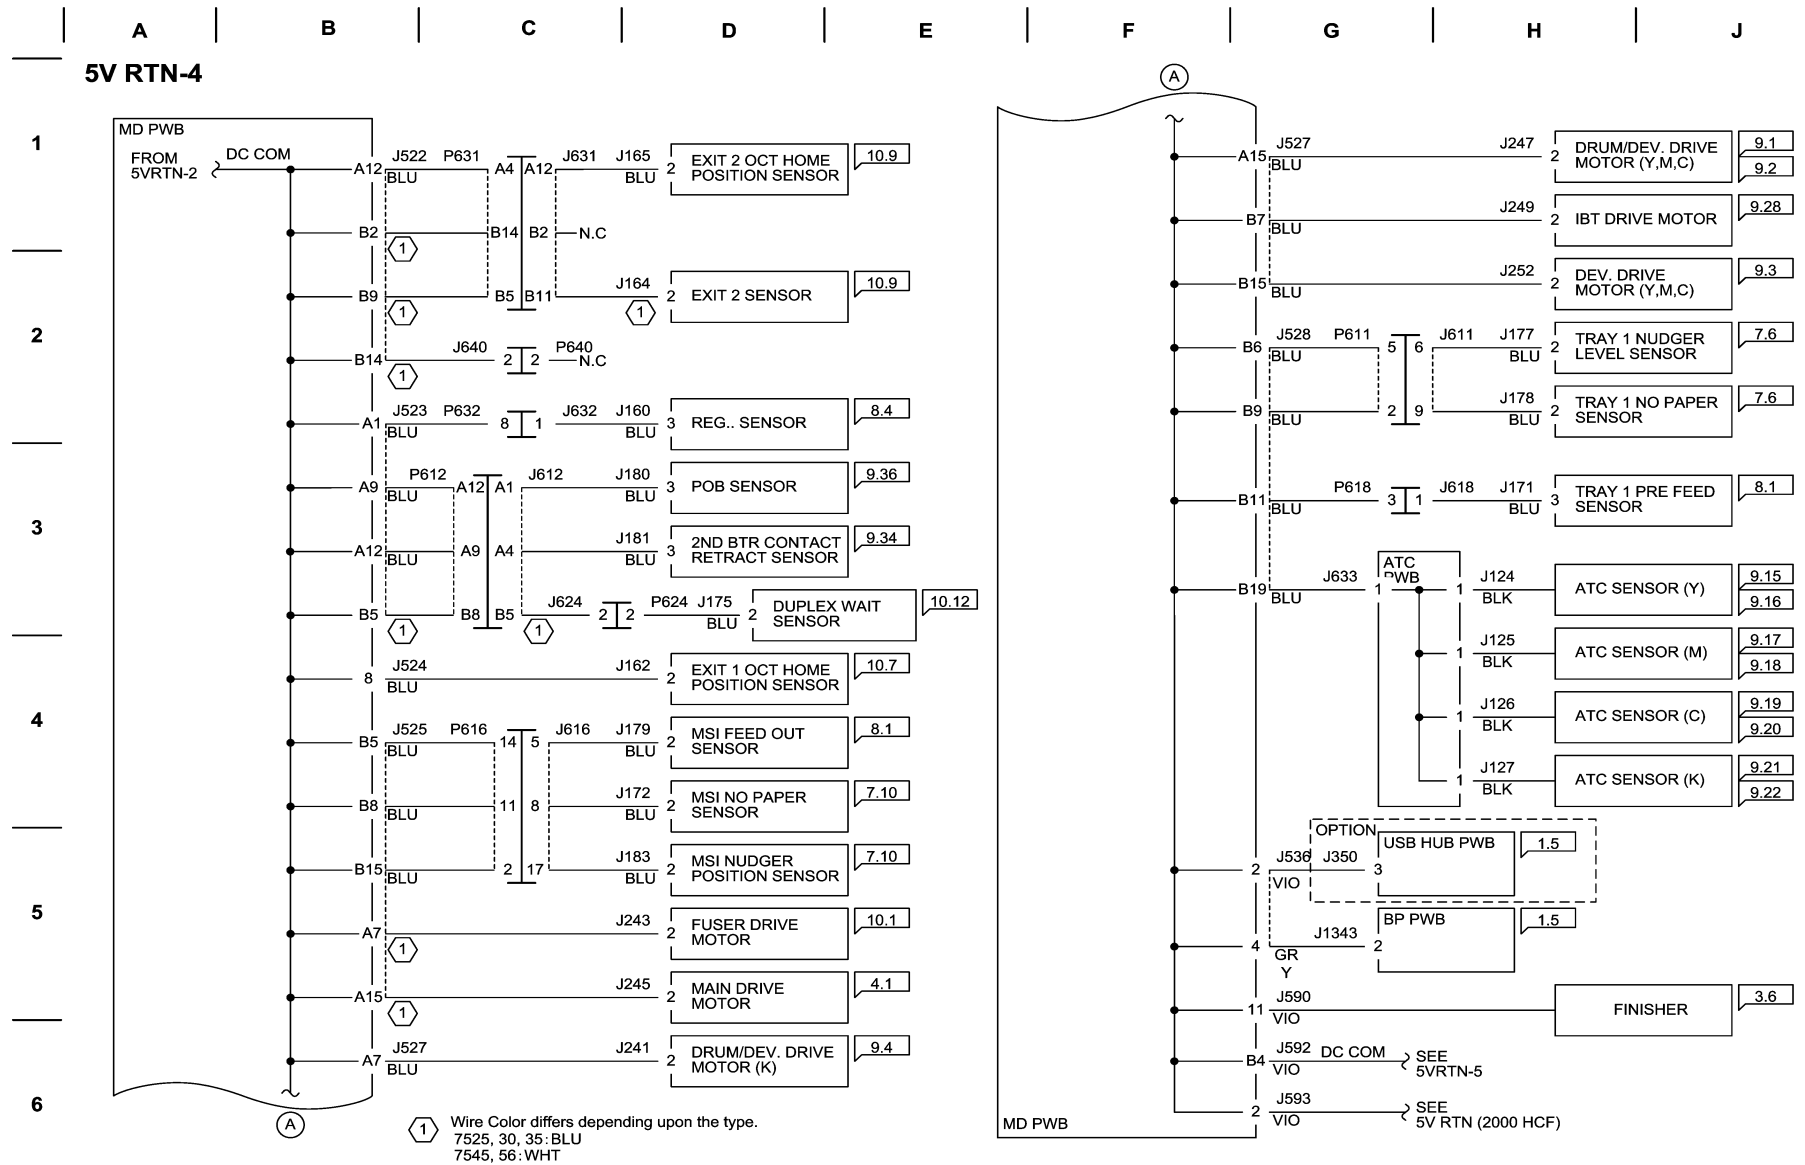 A B C D E F G H J
5V RTN-4
1
2
3
4
5
6
MD PWB
FROM
5VRTN-2
DC COM
A12 J522 BLU P631 A4 A12 J631 J165 BLU 2
EXIT 2 OCT HOME
POSITION SENSOR
10.9
B2 1 B14 B2 N.C
B9 1 B5 B11 J164 1 2
EXIT 2 SENSOR
10.9
B14 1 J640 2 2 P640 N.C
A1 J523 BLU P632 8 1 J632 J160 BLU 3
REG.. SENSOR
8.4
A9 BLU P612 A12 A1 J612 J180 BLU 3
POB SENSOR
9.36
A12 BLU A9 A4 J181 BLU 3
2ND BTR CONTACT
RETRACT SENSOR
9.34
B5 1 B8 B5 1 J624 2 2 P624 J175 BLU 2
DUPLEX WAIT
SENSOR
10.12
8 J524 BLU J162 2
EXIT 1 OCT HOME
POSITION SENSOR
10.7
B5 J525 BLU P616 14 5 J616 J179 BLU 2
MSI FEED OUT
SENSOR
8.1
B8 BLU 11 8 J172 BLU 2
MSI NO PAPER
SENSOR
7.10
B15 BLU 2 17 J183 BLU 2
MSI NUDGER
POSITION SENSOR
7.10
A7 1 J243 2
FUSER DRIVE
MOTOR
10.1
A15 1 J245 2
MAIN DRIVE
MOTOR
4.1
A7 J527 BLU J241 2
DRUM/DEV. DRIVE
MOTOR (K)
9.4
A
1 Wire Color differs depending upon the type.
7525, 30, 35:BLU
7545, 56:WHT
A
A15 J527 BLU J247 2
DRUM/DEV. DRIVE
MOTOR (Y,M,C)
9.1
9.2
B7 BLU J249 2
IBT DRIVE MOTOR
9.28
B15 BLU J252 2
DEV. DRIVE
MOTOR (Y,M,C)
9.3
B6 J528 BLU P611 5 6 J611 J177 BLU 2
TRAY 1 NUDGER
LEVEL SENSOR
7.6
B9 BLU 2 9 J178 BLU 2
TRAY 1 NO PAPER
SENSOR
7.6
B11 BLU P618 3 1 J618 J171 BLU 3
TRAY 1 PRE FEED
SENSOR
8.1
B19 BLU J633 1
ATC
PWB
1 J124 BLK
ATC SENSOR (Y)
9.15
9.16
1 J125 BLK
ATC SENSOR (M)
9.17
9.18
1 J126 BLK
ATC SENSOR (C)
9.19
9.20
1 J127 BLK
ATC SENSOR (K)
9.21
9.22
OPTION
2 J536 VIO J350 3
USB HUB PWB
1.5
4 GR
Y
J1343 2
BP PWB
1.5
11 J590 VIO
FINISHER
3.6
B4 J592 VIO DC COM
SEE
5VRTN-5
2 J593 VIO
SEE
5V RTN (2000 HCF)
MD PWB